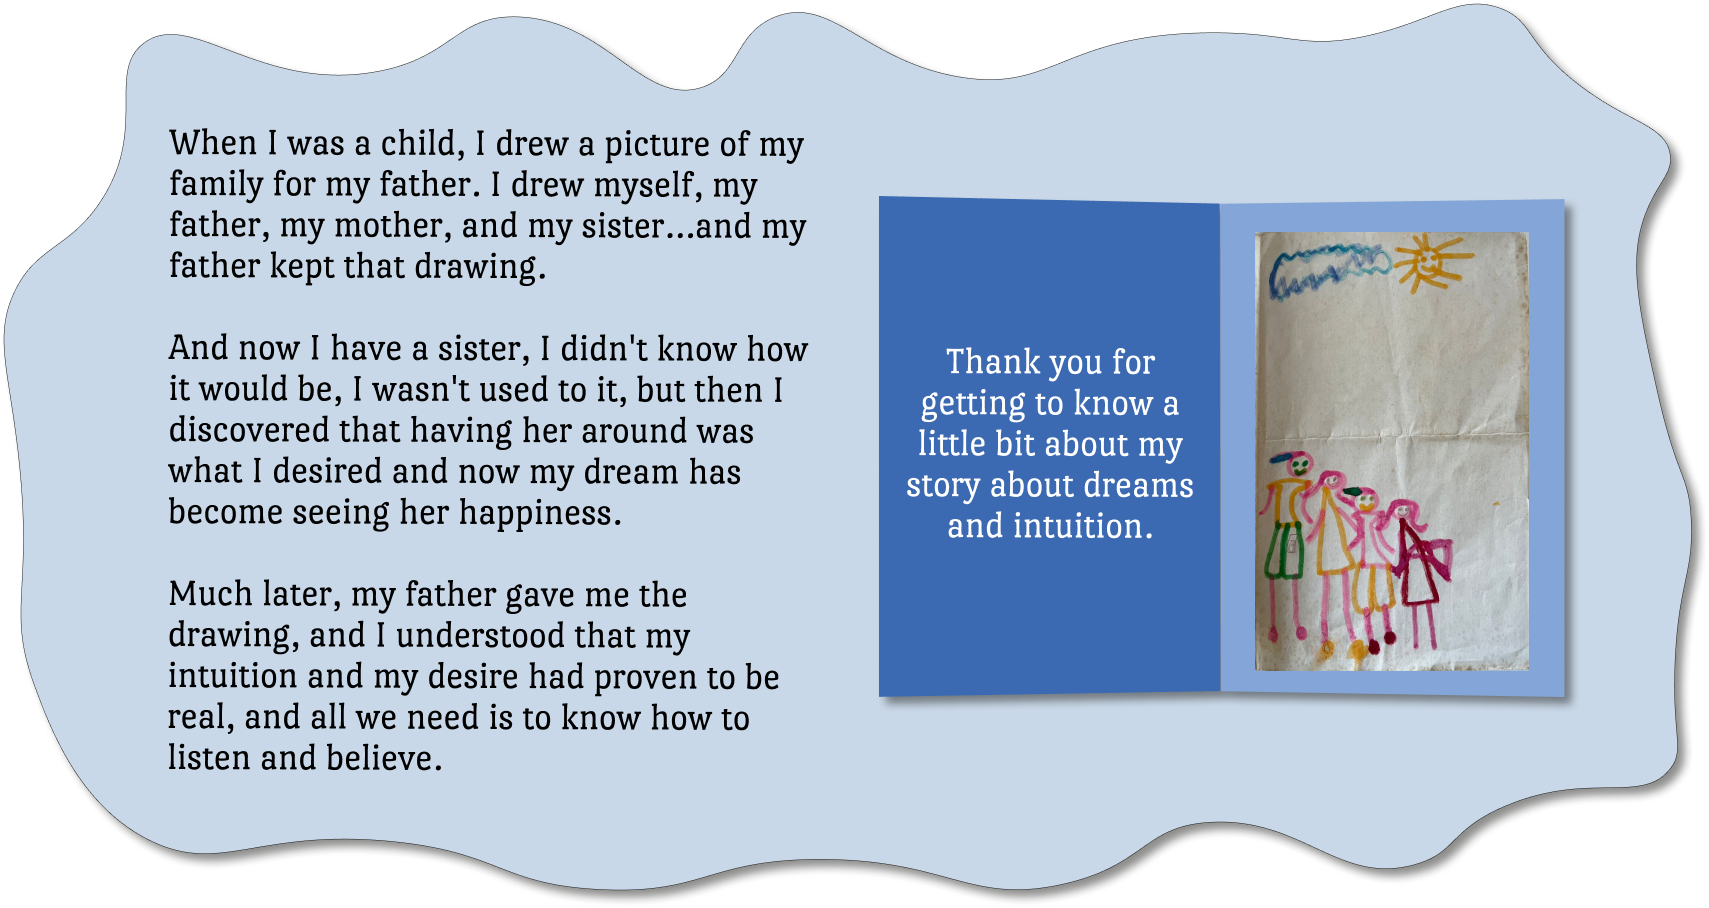 When I was a child, I drew a picture of my
family for my father. I drew myself, my
father, my mother, and my sister...and my
father kept that drawing.
And now I have a sister, I didn't know how
it would be, I wasn't used to it, but then I
discovered that having her around was
what I desired and now my dream has
become seeing her happiness.
Much later, my father gave me the
drawing, and I understood that my
intuition and my desire had proven to be
real, and all we need is to know how to
listen and believe.
Thank you for
getting to know a
little bit about my
story about dreams
and intuition.